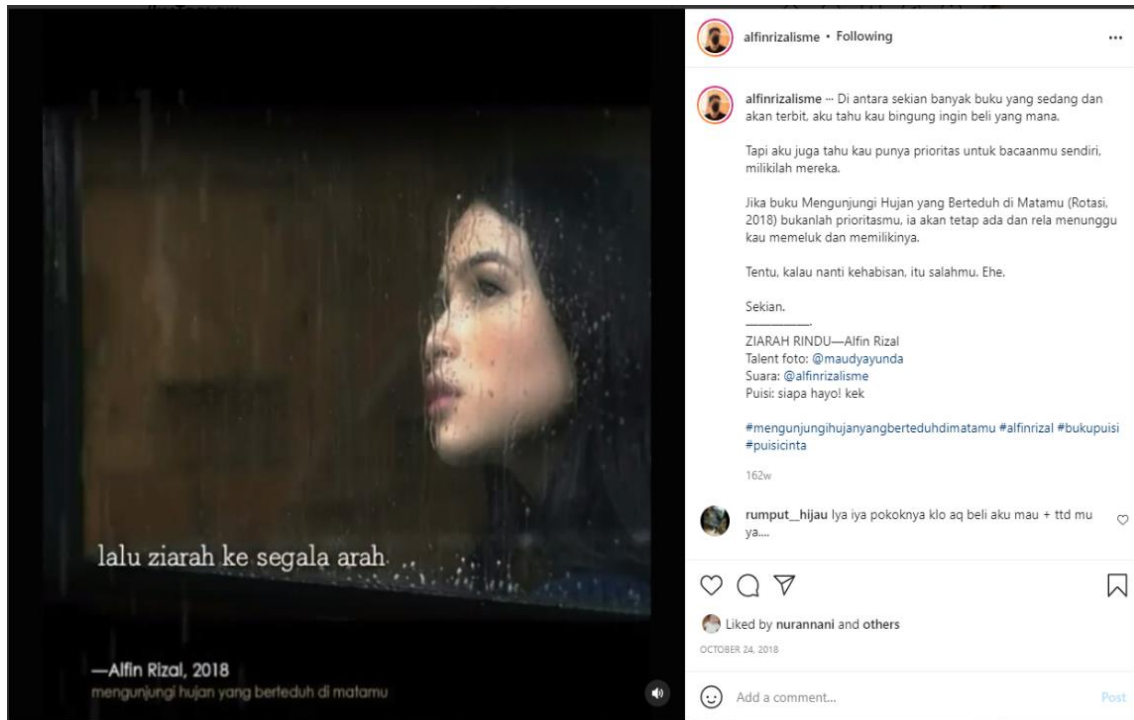 lalu ziarah ke segala arah
—Alfin Rizal, 2018
mengunjungi hujan yang berteduh di matamu
alfinrizalisme • Following
alfinrizalisme ··· Di antara sekian banyak buku yang sedang dan
akan terbit, aku tahu kau bingung ingin beli yang mana.
Tapi aku juga tahu kau punya prioritas untuk bacaanmu sendiri,
milikilah mereka.
Jika buku Mengunjungi Hujan yang Berteduh di Matamu (Rotasi,
2018) bukanlah prioritasmu, ia akan tetap ada dan rela menunggu
kau memeluk dan memilikinya.
Tentu, kalau nanti kehabisan, itu salahmu. Ehe.
Sekian.
___________.
ZIARAH RINDU—Alfin Rizal
Talent foto: @maudyayunda
Suara: @alfinrizalisme
Puisi: siapa hayo! kek
#mengunjungihujanyangberteduhdimatamu #alfinrizal #bukupuisi
#puisicinta
162w
rumput__hijau Iya iya pokoknya klo aq beli aku mau + ttd mu
ya....
Liked by nurannani and others
OCTOBER 24, 2018
Add a comment...
Post